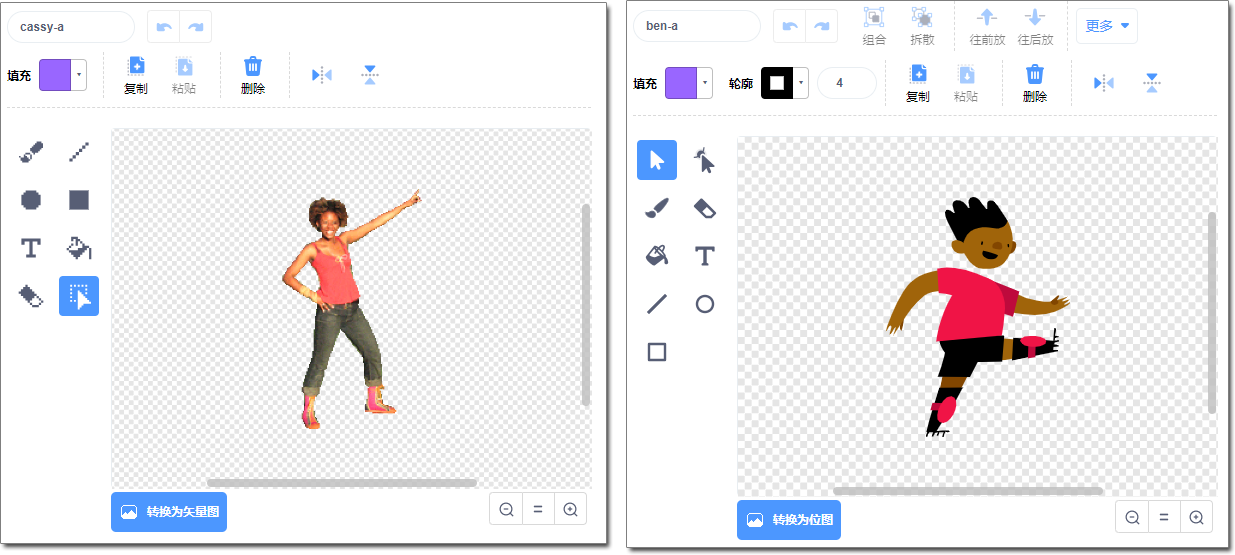 cassy-a
填充
复制
粘贴
删除
转换为矢量图
ben-a
组合
拆散
往前放
往后放
更多
填充
轮廓
4
复制
粘贴
删除
转换为位图